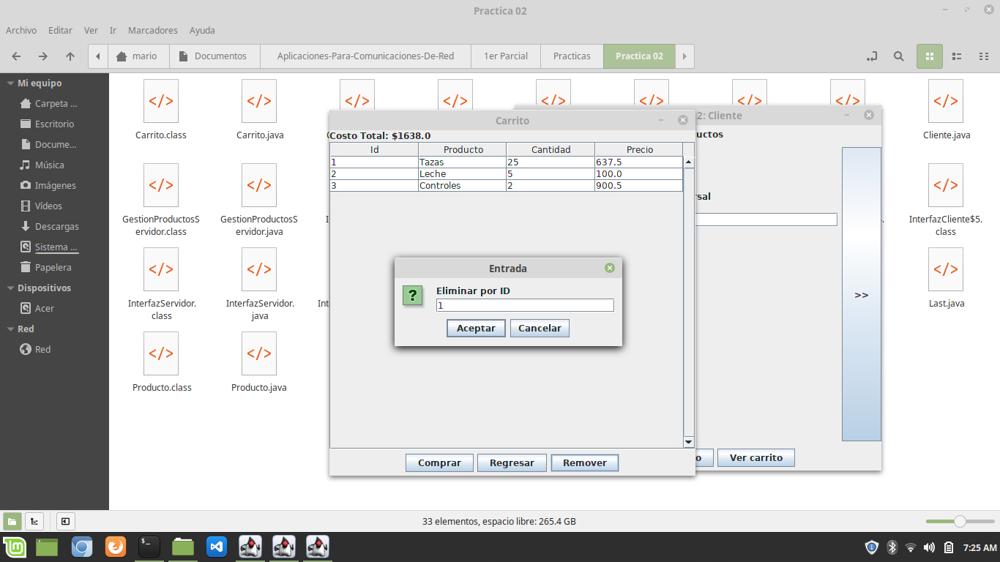 Practica 02
Archivo Editar Ver Ir Marcadores Ayuda
mario Documentos Aplicaciones-Para-Comunicaciones-De-Red 1er Parcial Practicas Practica 02
Mi equipo
Carpeta ...
Escritorio
Docume...
Música
Imágenes
Vídeos
Descargas
Sistema ...
Papelera
Dispositivos
Acer
Red
Red
Carrito.class Carrito.java Cliente.java
GestionProductosS
ervidor.class
GestionProductosS
ervidor.java
InterfazCliente$5.
class
InterfazServidor.
class
InterfazServidor.
java
Last.java
Producto.class Producto.java
2: Cliente
uctos
rsal
>>
o
Ver carrito
Carrito
Costo Total: $1638.0
Id Producto Cantidad Precio
1 Tazas 25 637.5
2 Leche 5 100.0
3 Controles 2 900.5
Entrada
?
Eliminar por ID
1
Aceptar Cancelar
Comprar Regresar Remover
33 elementos, espacio libre: 265.4 GB
7:25 AM